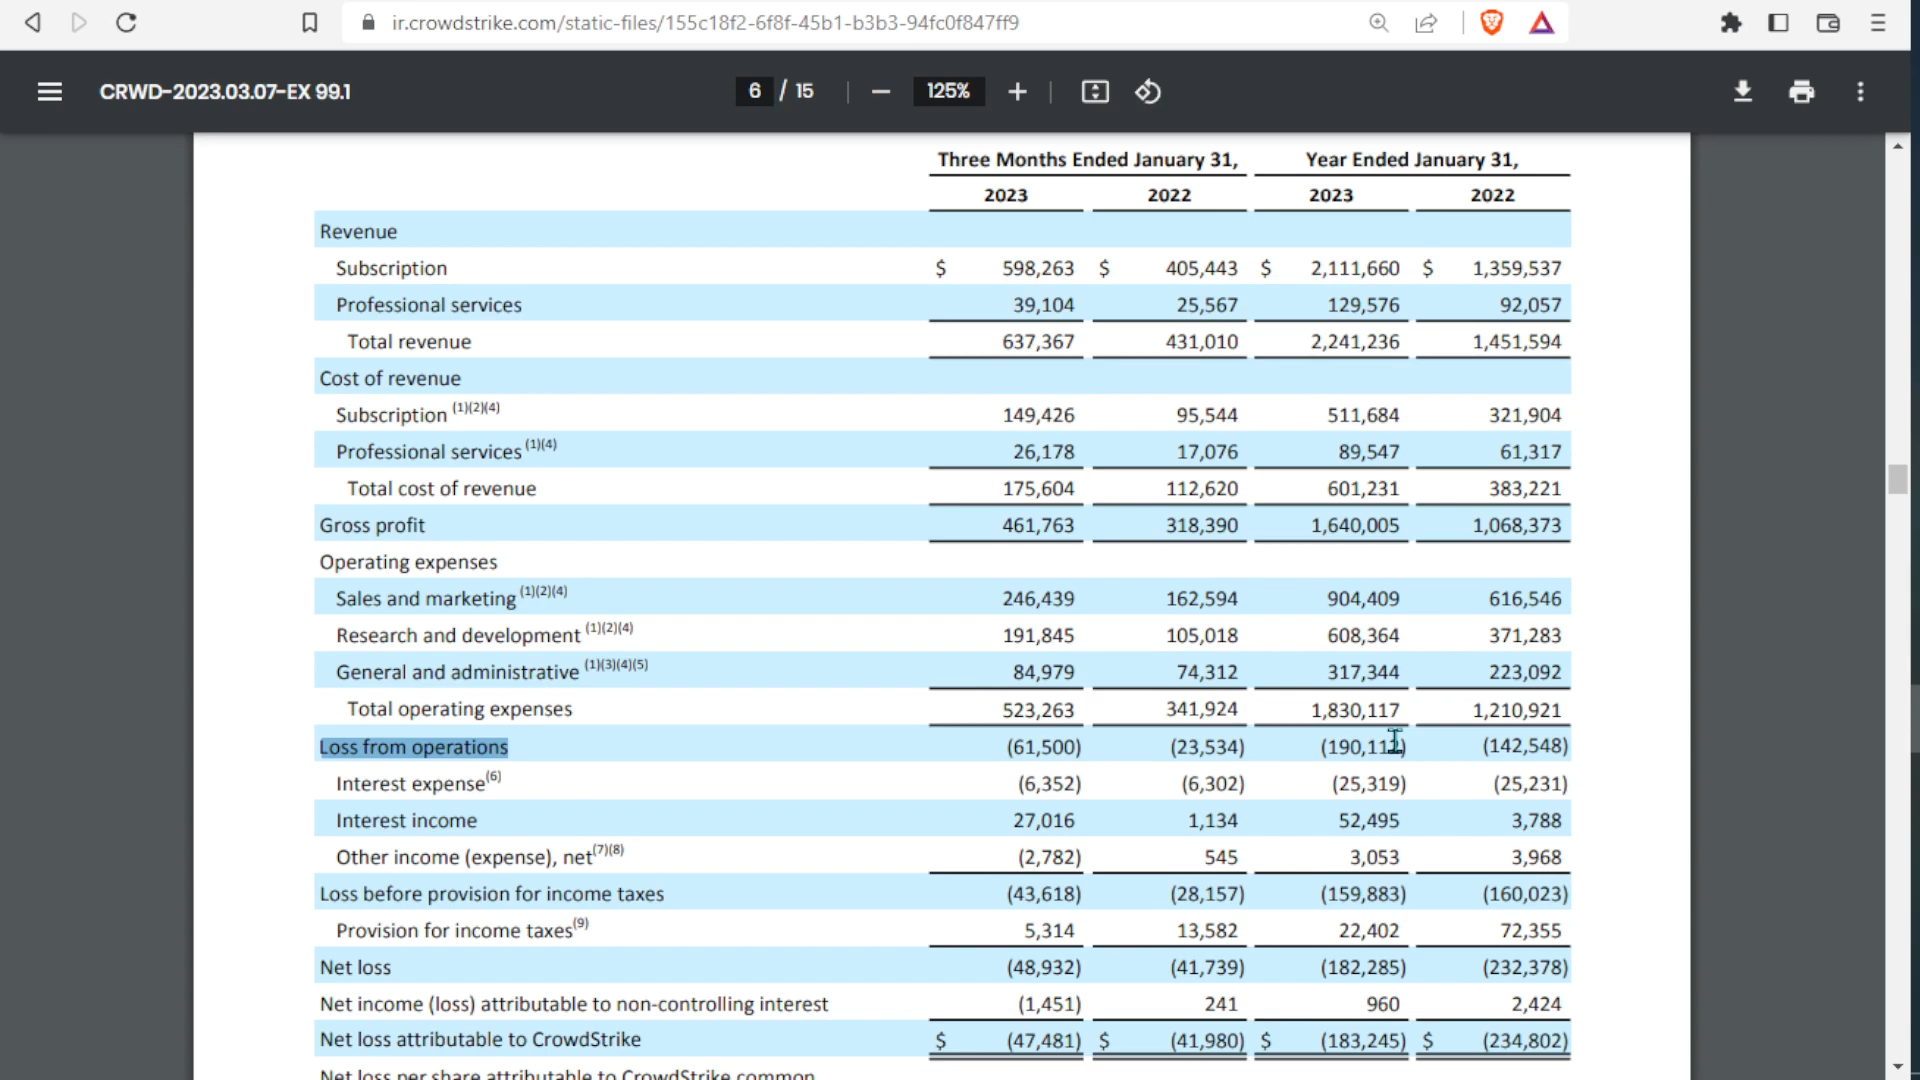 ir.crowdstrike.com/static-files/155c18f2-6f8f-45b1-b3b3-94fc0f847ff9
CRWD-2023.03.07-EX 99.1 6 / 15 125%
Three Months Ended January 31, Year Ended January 31,
2023 2022 2023 2022
Revenue
Subscription $ 598,263 $ 405,443 $ 2,111,660 $ 1,359,537
Professional services 39,104 25,567 129,576 92,057
Total revenue 637,367 431,010 2,241,236 1,451,594
Cost of revenue
Subscription (1)(2)(4) 149,426 95,544 511,684 321,904
Professional services (1)(4) 26,178 17,076 89,547 61,317
Total cost of revenue 175,604 112,620 601,231 383,221
Gross profit 461,763 318,390 1,640,005 1,068,373
Operating expenses
Sales and marketing (1)(2)(4) 246,439 162,594 904,409 616,546
Research and development (1)(2)(4) 191,845 105,018 608,364 371,283
General and administrative (1)(3)(4)(5) 84,979 74,312 317,344 223,092
Total operating expenses 523,263 341,924 1,830,117 1,210,921
Loss from operations (61,500) (23,534) (190,112) (142,548)
Interest expense(6) (6,352) (6,302) (25,319) (25,231)
Interest income 27,016 1,134 52,495 3,788
Other income (expense), net(7)(8) (2,782) 545 3,053 3,968
Loss before provision for income taxes (43,618) (28,157) (159,883) (160,023)
Provision for income taxes(9) 5,314 13,582 22,402 72,355
Net loss (48,932) (41,739) (182,285) (232,378)
Net income (loss) attributable to non-controlling interest (1,451) 241 960 2,424
Net loss attributable to CrowdStrike $ (47,481) $ (41,980) $ (183,245) $ (234,802)
Net loss per share attributable to CrowdStrike common